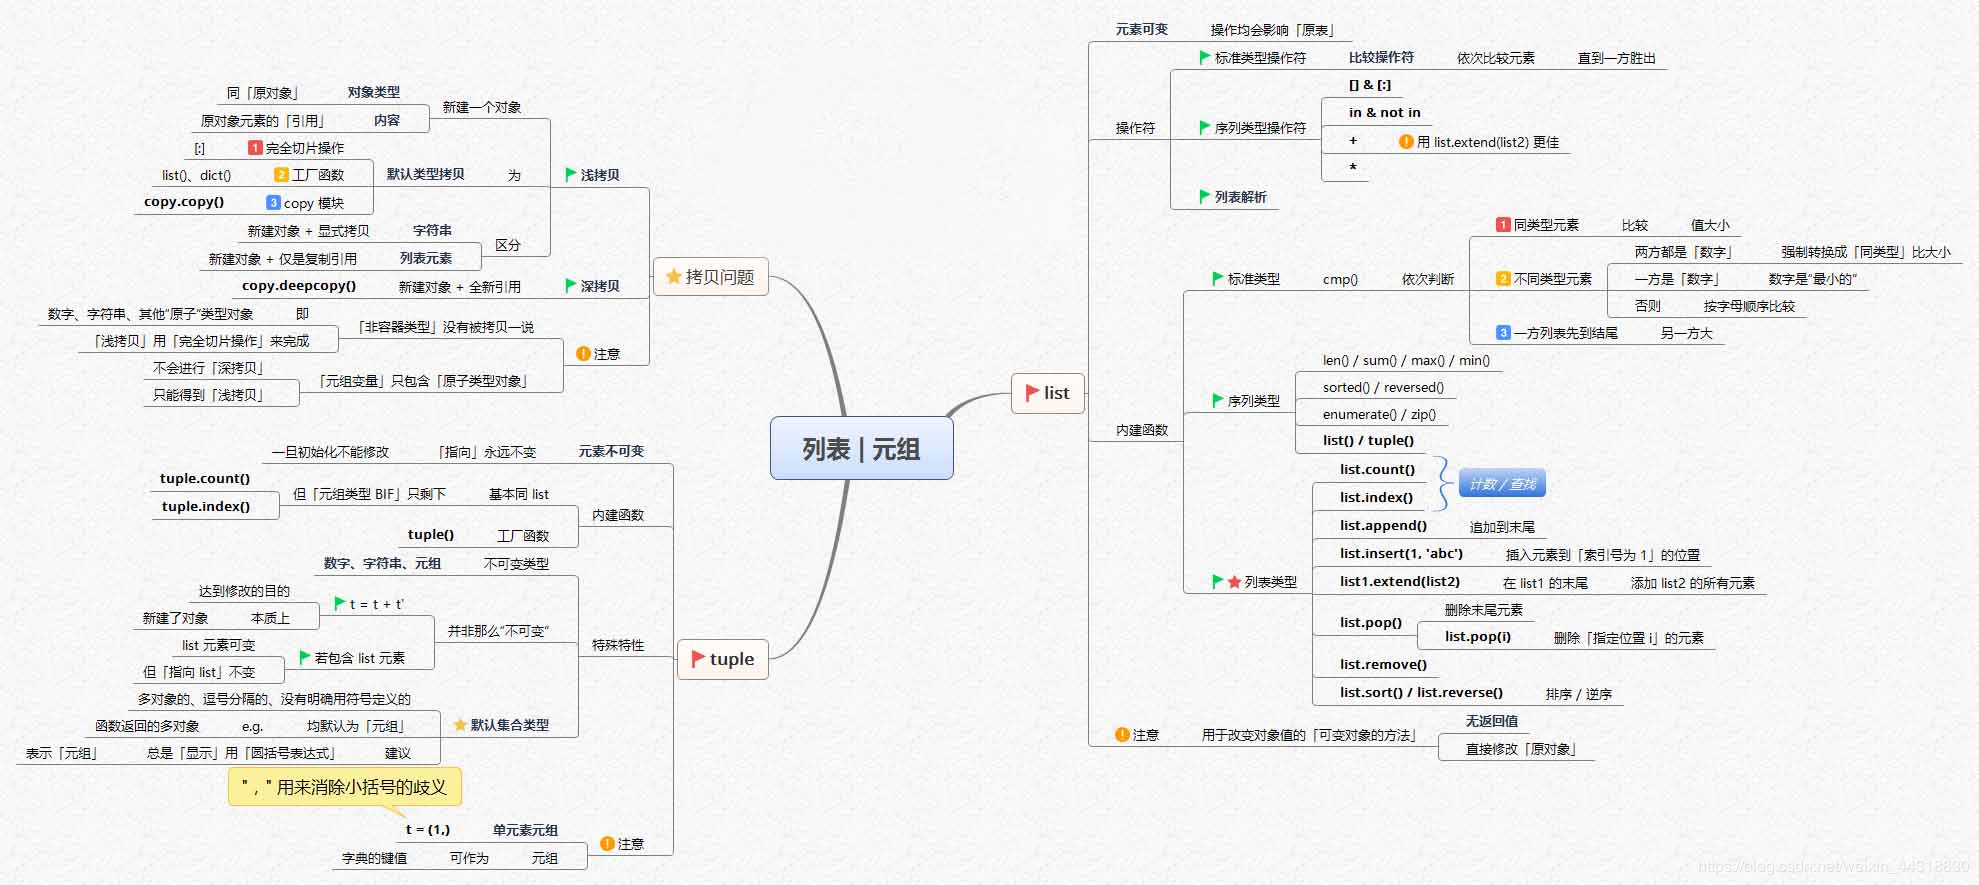 列表 | 元组
list
元素可变 操作均会影响「原表」
操作符
标准类型操作符 比较操作符 依次比较元素 直到一方胜出
序列类型操作符
[] & [:]
in & not in
+ 用 list.extend(list2) 更佳
*
列表解析
内建函数
标准类型 cmp() 依次判断
1 同类型元素 比较 值大小
2 不同类型元素
两方都是「数字」 强制转换成「同类型」比大小
一方是「数字」 数字是“最小的”
否则 按字母顺序比较
3 一方列表先到结尾 另一方大
序列类型
len() / sum() / max() / min()
sorted() / reversed()
enumerate() / zip()
list() / tuple()
列表类型
list.count()
list.index()
计数 / 查找
list.append() 追加到末尾
list.insert(1, 'abc') 插入元素到「索引号为 1」的位置
list1.extend(list2) 在 list1 的末尾 添加 list2 的所有元素
list.pop()
删除末尾元素
list.pop(i) 删除「指定位置 i」的元素
list.remove()
list.sort() / list.reverse() 排序 / 逆序
注意 用于改变对象值的「可变对象的方法」
无返回值
直接修改「原对象」
拷贝问题
浅拷贝
新建一个对象
同「原对象」 对象类型
原对象元素的「引用」 内容
默认类型拷贝 为
[:] 1 完全切片操作
list()、dict() 2 工厂函数
copy.copy() 3 copy 模块
区分
新建对象 + 显式拷贝 字符串
新建对象 + 仅是复制引用 列表元素
copy.deepcopy() 新建对象 + 全新引用 深拷贝
注意
「非容器类型」没有被拷贝一说
数字、字符串、其他“原子”类型对象 即
「浅拷贝」用「完全切片操作」来完成
「元组变量」只包含「原子类型对象」
不会进行「深拷贝」
只能得到「浅拷贝」
tuple
一旦初始化不能修改 「指向」永远不变 元素不可变
内建函数
tuple.count()
tuple.index()
但「元组类型 BIF」只剩下 基本同 list
tuple() 工厂函数
特殊特性
数字、字符串、元组 不可变类型
并非那么“不可变”
t = t + t'
达到修改的目的
新建了对象 本质上
若包含 list 元素
list 元素可变
但「指向 list」不变
默认集合类型
多对象的、逗号分隔的、没有明确用符号定义的
函数返回的多对象 e.g. 均默认为「元组」
表示「元组」 总是「显示」用「圆括号表达式」 建议
注意
" , " 用来消除小括号的歧义
t = (1,) 单元素元组
字典的键值 可作为 元组
https://blog.csdn.net/weixin_44318830